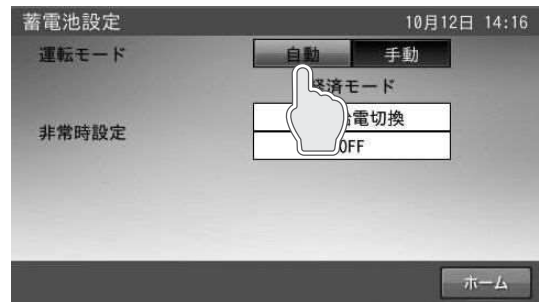 蓄電池設定 10月12日 14:16
運転モード 自動 手動
済モード
非常時設定
電切換
OFF
ホーム